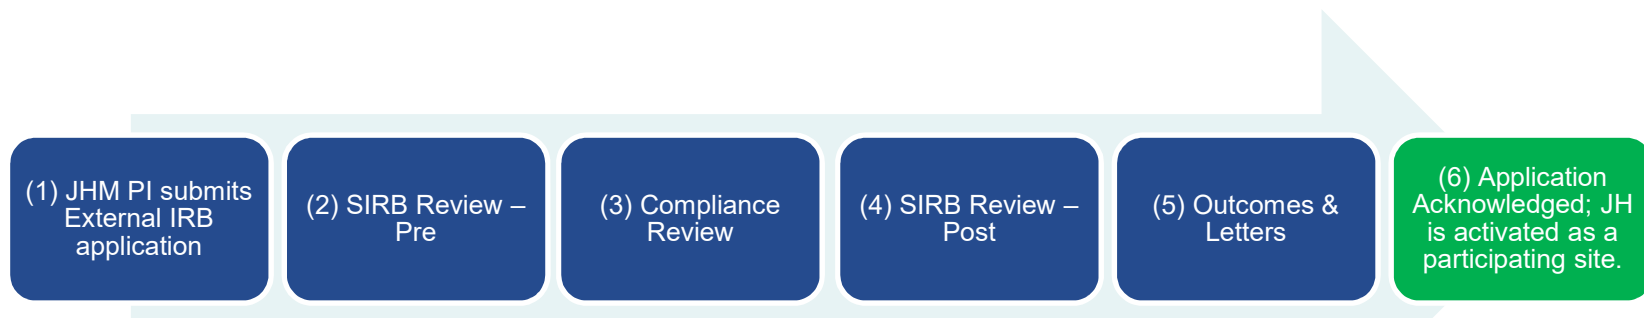 (1) JHM PI submits
External IRB
application
(2) SIRB Review –
Pre
(3) Compliance
Review
(4) SIRB Review –
Post
(5) Outcomes &
Letters
(6) Application
Acknowledged; JH
is activated as a
participating site.